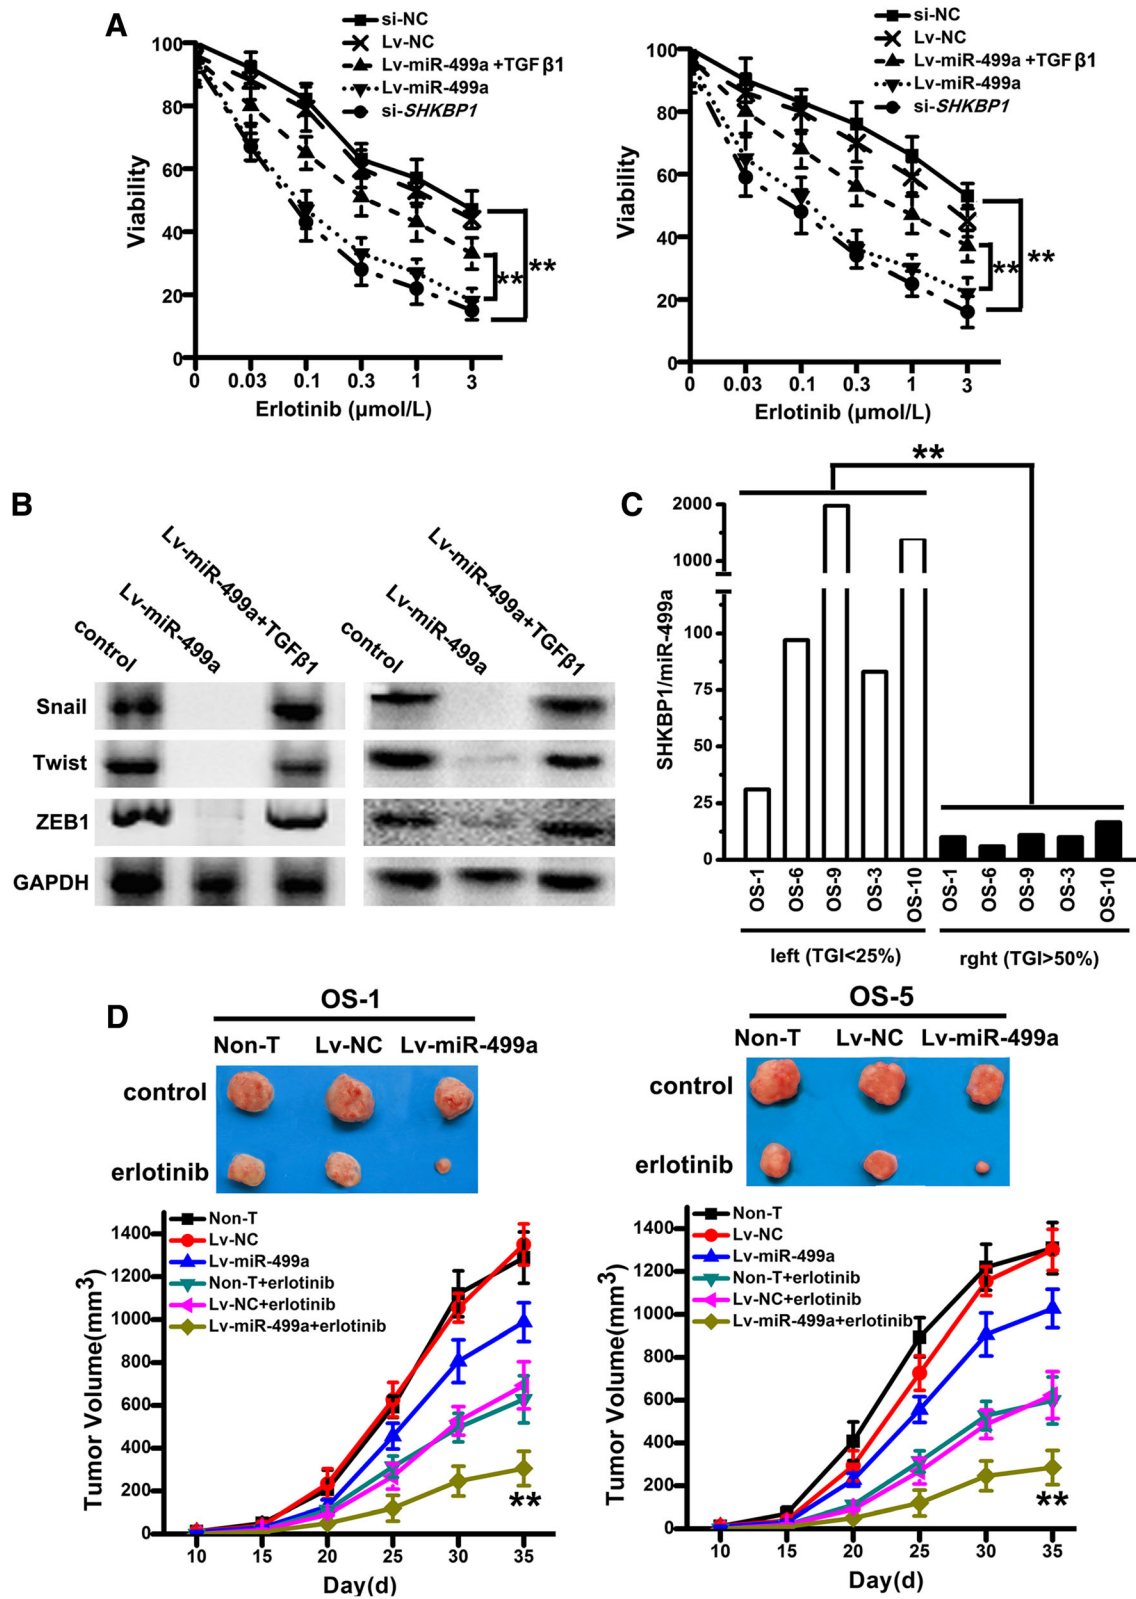 A
si-NC
Lv-NC
Lv-miR-499a +TGFβ1
Lv-miR-499a
si-SHKBP1
100
80
60
40
20
0
Viability
**
**
0 0.03 0.1 0.3 1 3
Erlotinib (µmol/L)
si-NC
Lv-NC
Lv-miR-499a +TGFβ1
Lv-miR-499a
si-SHKBP1
100
80
60
40
20
0
Viability
**
**
0 0.03 0.1 0.3 1 3
Erlotinib (µmol/L)
B
control
Lv-miR-499a
Lv-miR-499a+TGFβ1
control
Lv-miR-499a
Lv-miR-499a+TGFβ1
Snail
Twist
ZEB1
GAPDH
C
**
2000
1000
100
75
50
25
0
SHKBP1/miR-499a
OS-1 OS-6 OS-9 OS-3 OS-10 OS-1 OS-6 OS-9 OS-3 OS-10
left (TGI<25%) rght (TGI>50%)
D
OS-1
Non-T Lv-NC Lv-miR-499a
control
erlotinib
Non-T
Lv-NC
Lv-miR-499a
Non-T+erlotinib
Lv-NC+erlotinib
Lv-miR-499a+erlotinib
1400
1200
1000
800
600
400
200
0
Tumor Volume(mm3)
**
10 15 20 25 30 35
Day(d)
OS-5
Non-T Lv-NC Lv-miR-499a
control
erlotinib
Non-T
Lv-NC
Lv-miR-499a
Non-T+erlotinib
Lv-NC+erlotinib
Lv-miR-499a+erlotinib
1400
1200
1000
800
600
400
200
0
Tumor Volume(mm3)
**
10 15 20 25 30 35
Day(d)